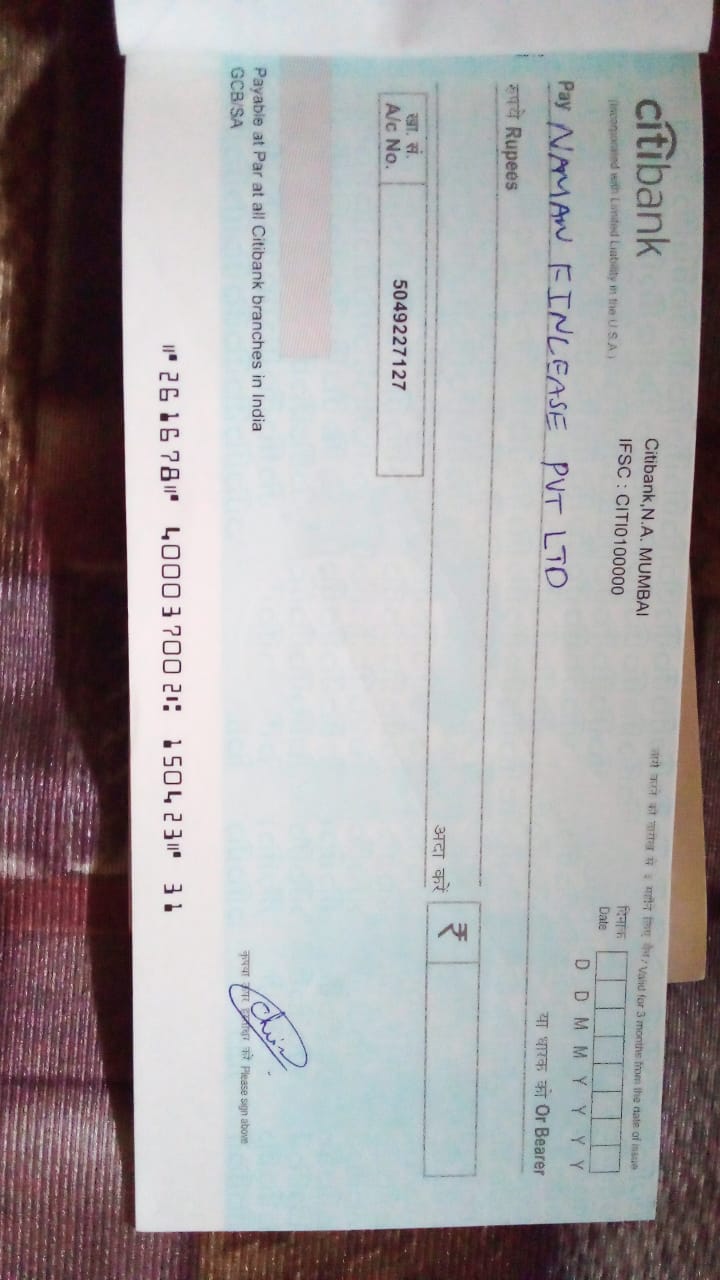 citibank
(Incorporated with Limited Liability in the U.S.A.)
Citibank,N.A. MUMBAI
IFSC : CITI0100000
जारी करने की तारीख से ३ महीने लिए वैध / Valid for 3 months from the date of issue
दिनांक
Date
D D M M Y Y Y Y
Pay NAMAN FINLEASE PVT LTD
या धारक को Or Bearer
रुपये Rupees
अदा करें ₹
खा. सं.
A/c No. 5049227127
Payable at Par at all Citibank branches in India
GCB/SA
कृपया ऊपर हस्ताक्षर करें Please sign above
⑈261678⑈ 400037002⑆ 150423⑈ 31